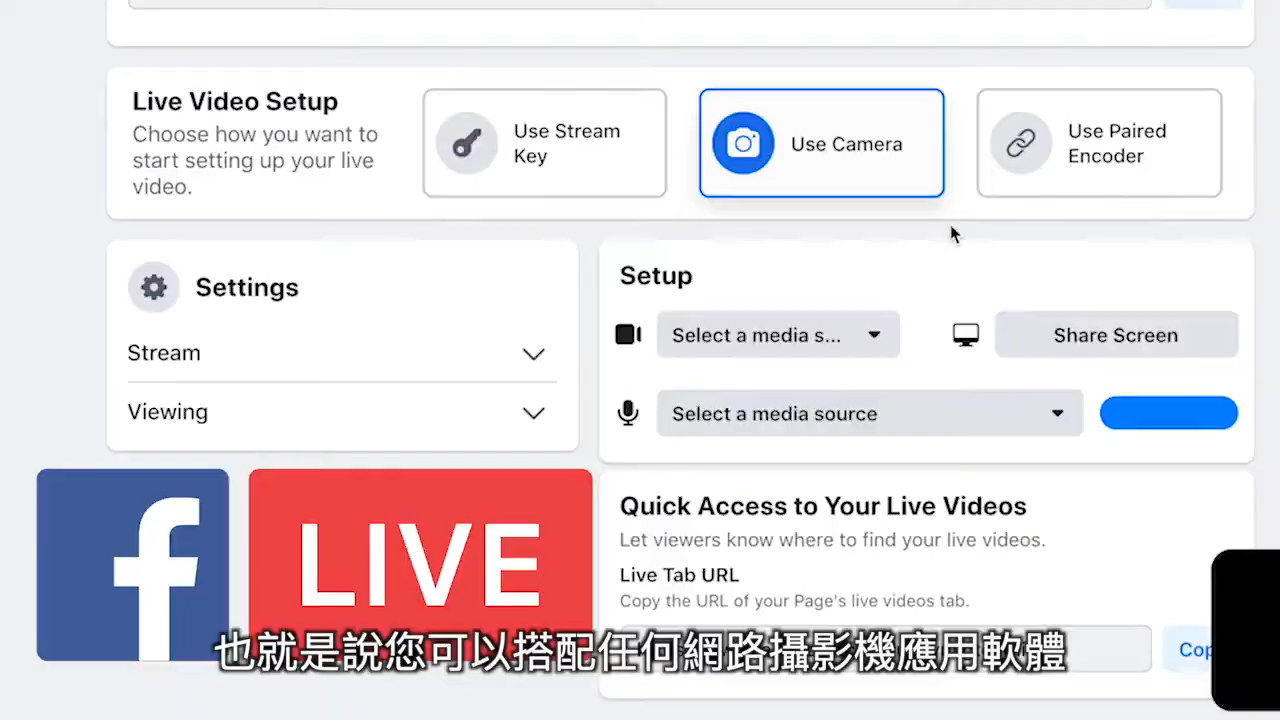 Live Video Setup
Choose how you want to
start setting up your live
video.
Use Stream
Key
Use Camera
Use Paired
Encoder
Settings
Stream
Viewing
Setup
Select a media s...
Share Screen
Select a media source
Quick Access to Your Live Videos
Let viewers know where to find your live videos.
Live Tab URL
Copy the URL of your Page's live videos tab.
f
LIVE
也就是說您可以搭配任何網路攝影機應用軟體